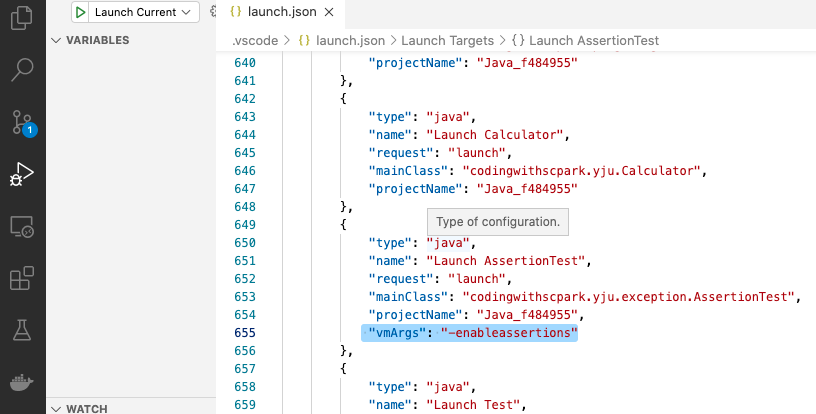 Launch Current
launch.json
VARIABLES
.vscode > launch.json > Launch Targets > {} Launch AssertionTest
640 "projectName": "Java_f484955"
641 },
642 {
643 "type": "java",
644 "name": "Launch Calculator",
645 "request": "launch",
646 "mainClass": "codingwithscpark.yju.Calculator",
647 "projectName": "Java_f484955"
648 },
Type of configuration.
649 {
650 "type": "java",
651 "name": "Launch AssertionTest",
652 "request": "launch",
653 "mainClass": "codingwithscpark.yju.exception.AssertionTest",
654 "projectName": "Java_f484955",
655 "vmArgs": "-enableassertions"
656 },
657 {
658 "type": "java",
659 "name": "Launch Test",
1
WATCH